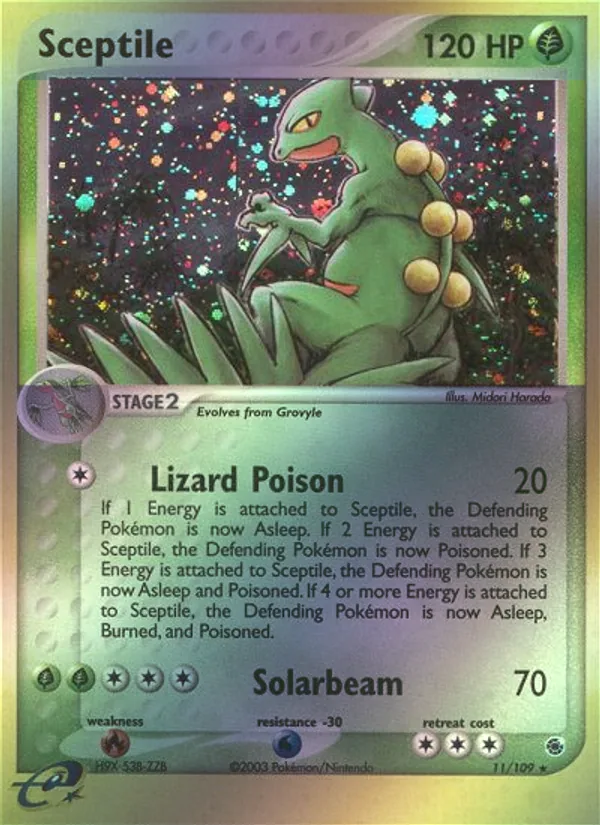 Sceptile 120 HP
STAGE2
Evolves from Grovyle
Illus. Midori Harada
Lizard Poison 20
If 1 Energy is attached to Sceptile, the Defending
Pokémon is now Asleep. If 2 Energy is attached to
Sceptile, the Defending Pokémon is now Poisoned. If 3
Energy is attached to Sceptile, the Defending Pokémon is
now Asleep and Poisoned. If 4 or more Energy is attached
to Sceptile, the Defending Pokémon is now Asleep,
Burned, and Poisoned.
Solarbeam 70
weakness resistance -30 retreat cost
H9X-538-ZZB ©2003 Pokémon/Nintendo 11/109 ★